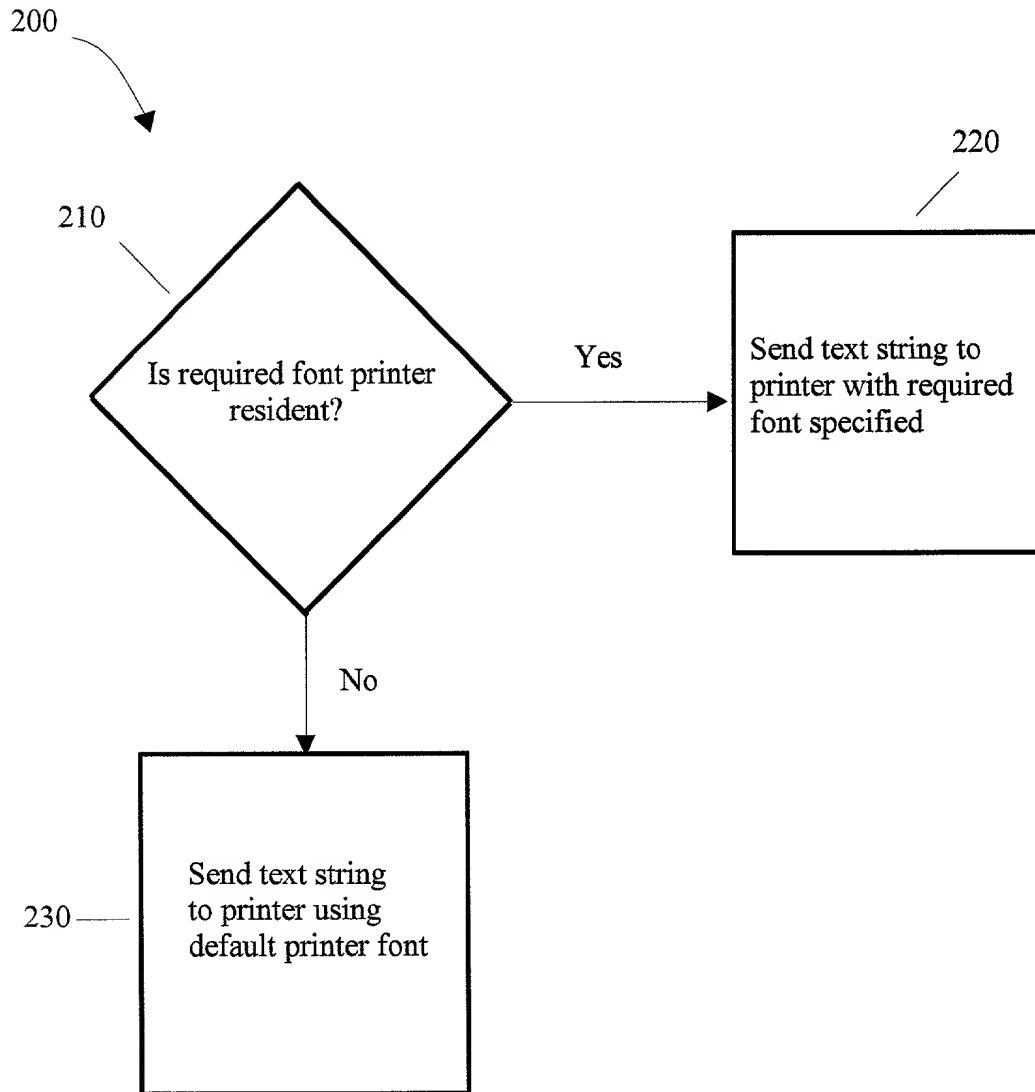 200
220
210
Is required font printer
resident?
Yes
Send text string to
printer with required
font specified
No
Send text string
to printer using
default printer font
230